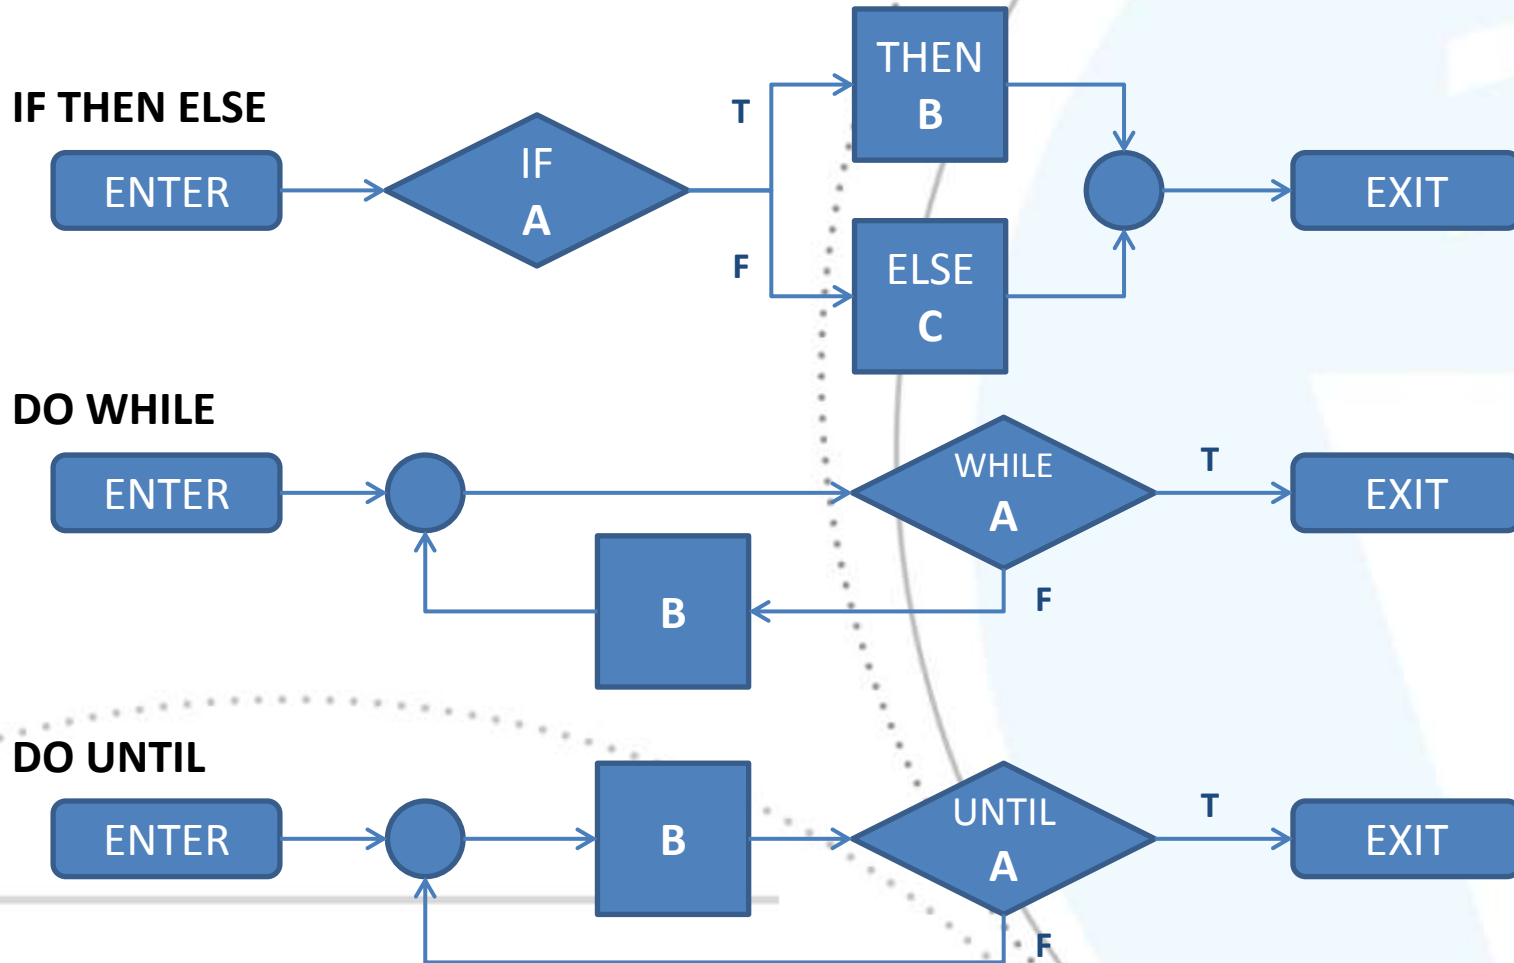 IF THEN ELSE
ENTER
IF
A
T
F
THEN
B
ELSE
C
EXIT
DO WHILE
ENTER
WHILE
A
T
F
B
EXIT
DO UNTIL
ENTER
B
UNTIL
A
T
F
EXIT